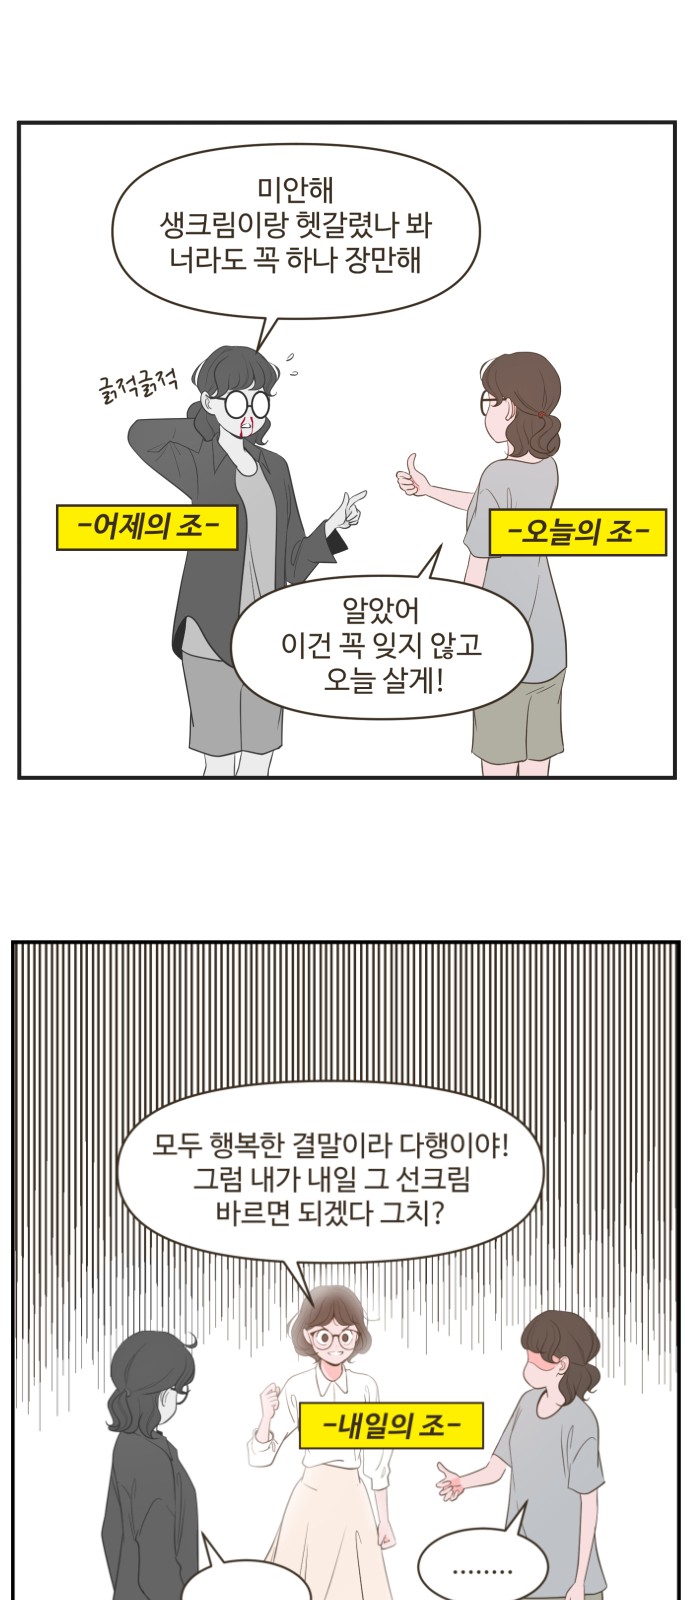 미안해
생크림이랑 헷갈렸나 봐
너라도 꼭 하나 장만해
긁적긁적
-어제의 조-
-오늘의 조-
알았어
이건 꼭 잊지 않고
오늘 살게!
모두 행복한 결말이라 다행이야!
그럼 내가 내일 그 선크림
바르면 되겠다 그치?
-내일의 조-
........